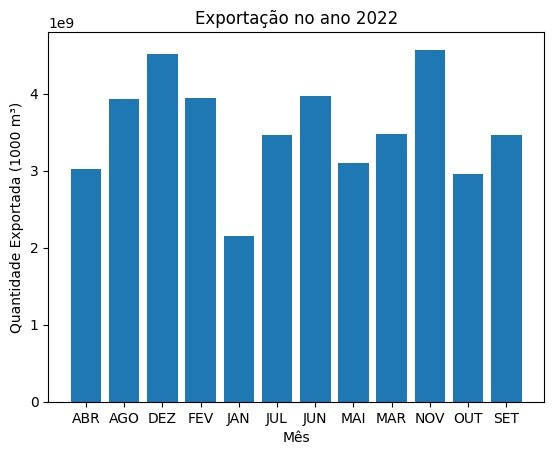 Exportação no ano 2022
1e9
Quantidade Exportada (1000 m³)
4
3
2
1
0
ABR AGO DEZ FEV JAN JUL JUN MAI MAR NOV OUT SET
Mês